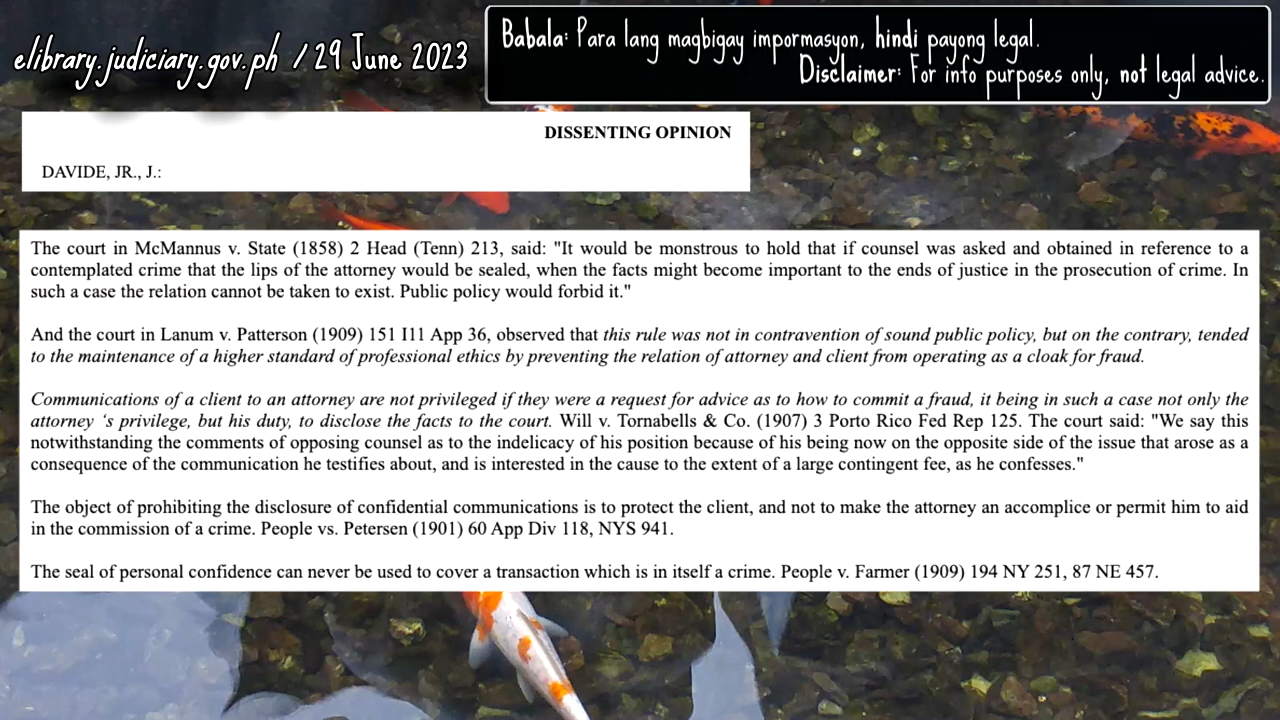 elibrary.judiciary.gov.ph / 29 June 2023
Babala: Para lang magbigay impormasyon, hindi payong legal.
Disclaimer: For info purposes only, not legal advice.
DISSENTING OPINION
DAVIDE, JR., J.:
The court in McMannus v. State (1858) 2 Head (Tenn) 213, said: "It would be monstrous to hold that if counsel was asked and obtained in reference to a
contemplated crime that the lips of the attorney would be sealed, when the facts might become important to the ends of justice in the prosecution of crime. In
such a case the relation cannot be taken to exist. Public policy would forbid it."
And the court in Lanum v. Patterson (1909) 151 I11 App 36, observed that this rule was not in contravention of sound public policy, but on the contrary, tended
to the maintenance of a higher standard of professional ethics by preventing the relation of attorney and client from operating as a cloak for fraud.
Communications of a client to an attorney are not privileged if they were a request for advice as to how to commit a fraud, it being in such a case not only the
attorney ‘s privilege, but his duty, to disclose the facts to the court. Will v. Tornabells & Co. (1907) 3 Porto Rico Fed Rep 125. The court said: "We say this
notwithstanding the comments of opposing counsel as to the indelicacy of his position because of his being now on the opposite side of the issue that arose as a
consequence of the communication he testifies about, and is interested in the cause to the extent of a large contingent fee, as he confesses."
The object of prohibiting the disclosure of confidential communications is to protect the client, and not to make the attorney an accomplice or permit him to aid
in the commission of a crime. People vs. Petersen (1901) 60 App Div 118, NYS 941.
The seal of personal confidence can never be used to cover a transaction which is in itself a crime. People v. Farmer (1909) 194 NY 251, 87 NE 457.